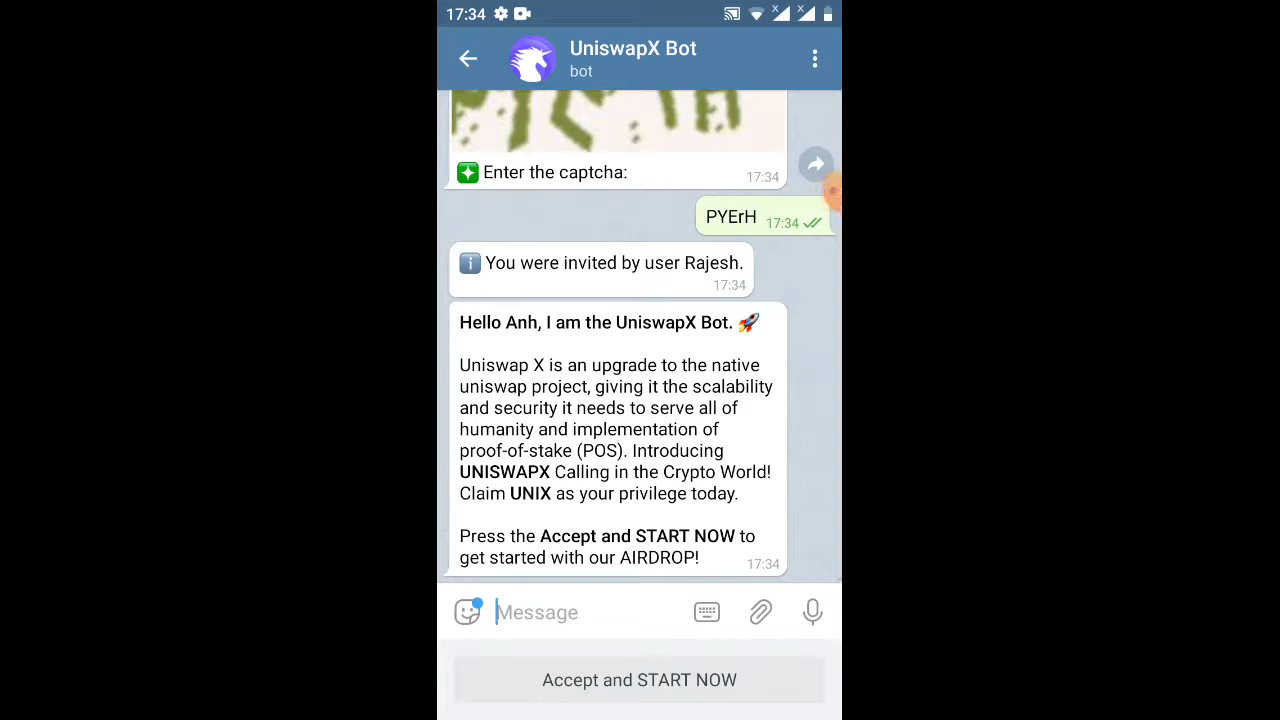 17:34
UniswapX Bot
bot
Enter the captcha:
17:34
PYErH 17:34
You were invited by user Rajesh.
17:34
Hello Anh, I am the UniswapX Bot. 🚀
Uniswap X is an upgrade to the native
uniswap project, giving it the scalability
and security it needs to serve all of
humanity and implementation of
proof-of-stake (POS). Introducing
UNISWAPX Calling in the Crypto World!
Claim UNIX as your privilege today.
Press the Accept and START NOW to
get started with our AIRDROP!
17:34
Message
Accept and START NOW